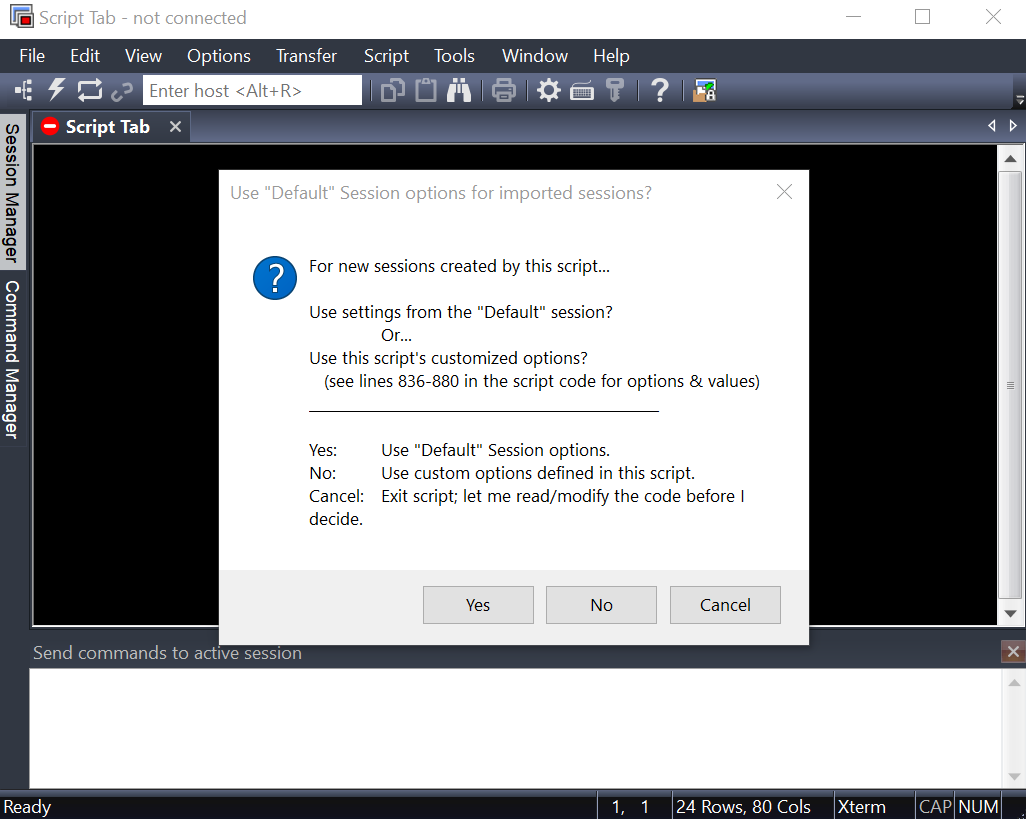 Script Tab - not connected
File Edit View Options Transfer Script Tools Window Help
Enter host <Alt+R>
Script Tab
Session Manager
Command Manager
Use "Default" Session options for imported sessions?
For new sessions created by this script...
Use settings from the "Default" session?
Or...
Use this script's customized options?
(see lines 836-880 in the script code for options & values)
Yes: Use "Default" Session options.
No: Use custom options defined in this script.
Cancel: Exit script; let me read/modify the code before I
decide.
Yes No Cancel
Send commands to active session
Ready 1, 1 24 Rows, 80 Cols Xterm CAP NUM